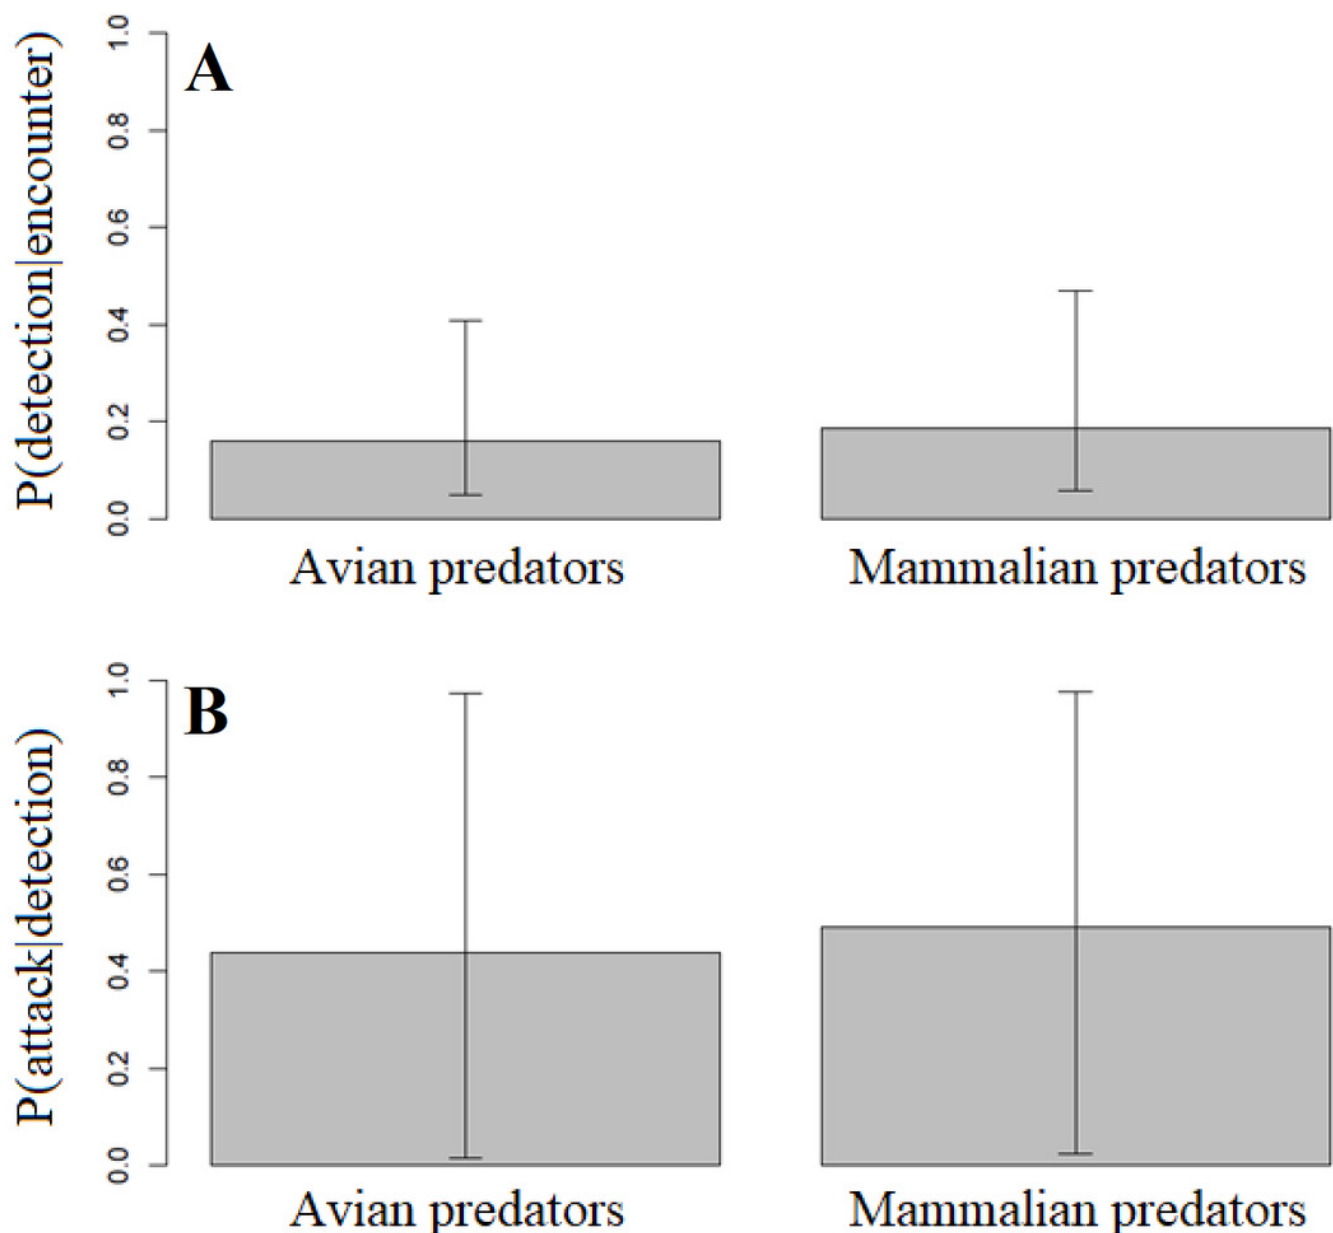 A
P(detection|encounter)
1.0
0.8
0.6
0.4
0.2
0.0
Avian predators
Mammalian predators
B
P(attack|detection)
1.0
0.8
0.6
0.4
0.2
0.0
Avian predators
Mammalian predators